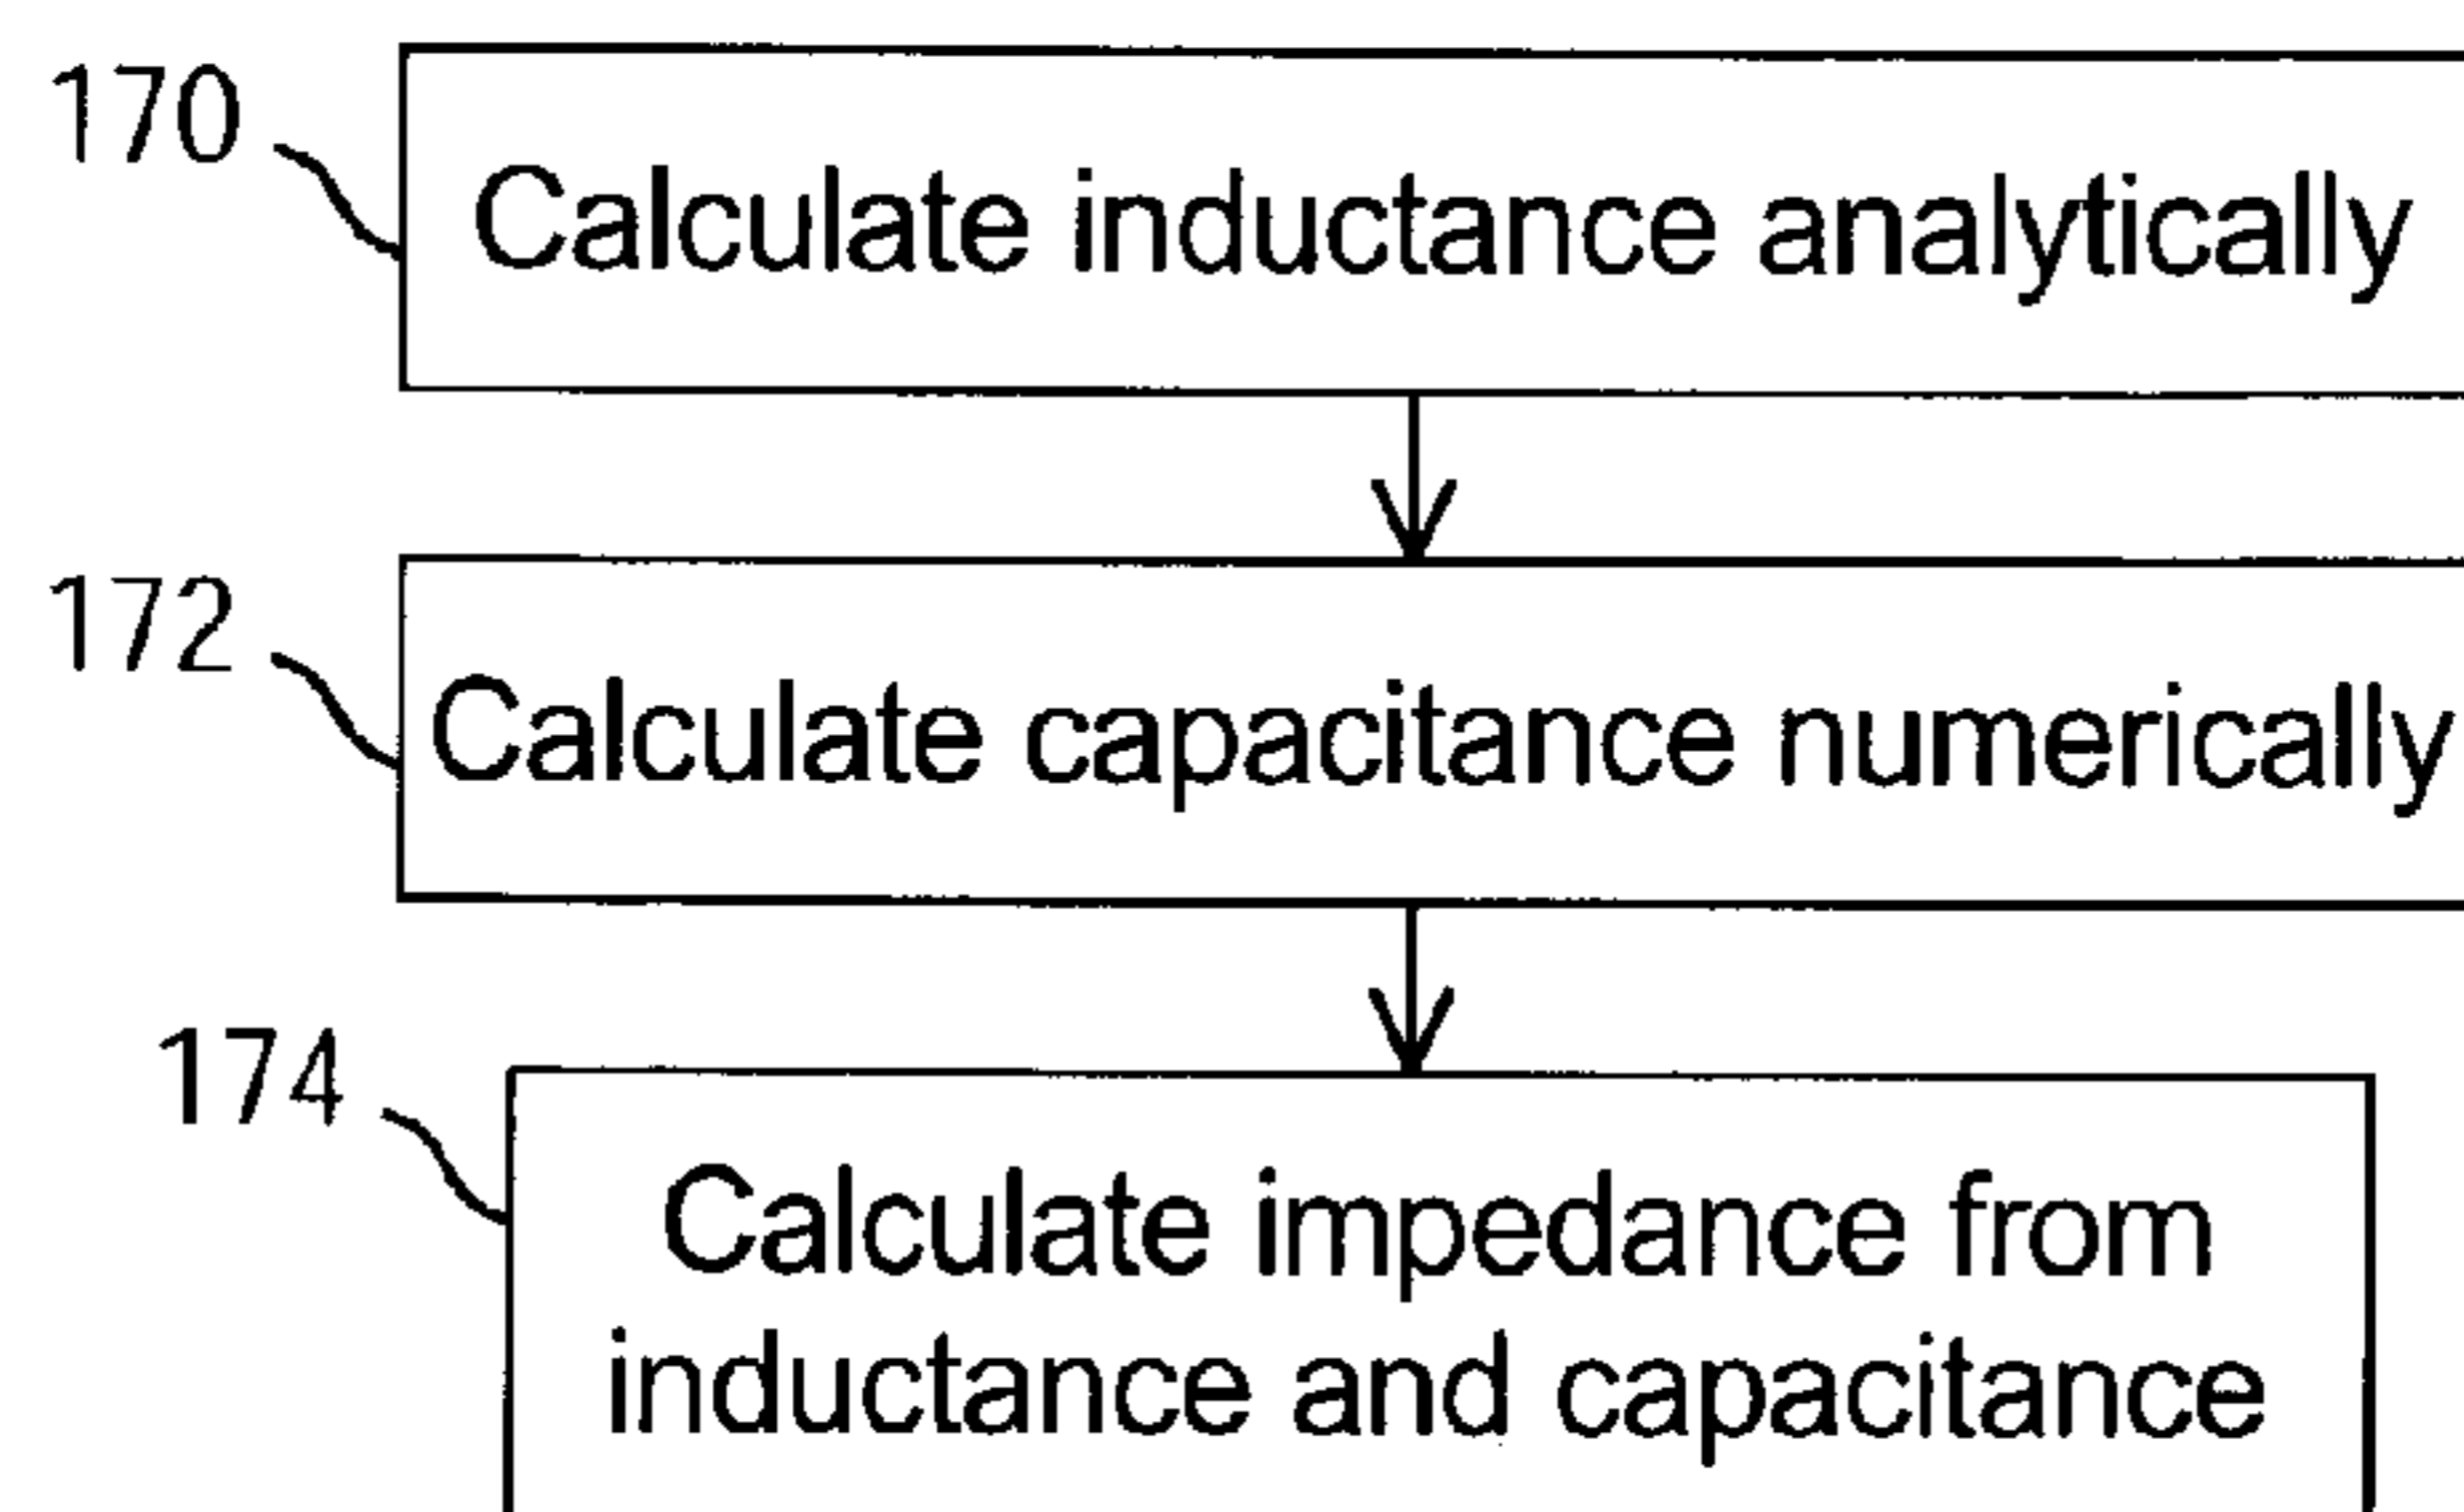 170
Calculate inductance analytically
172
Calculate capacitance numerically
174
Calculate impedance from
inductance and capacitance